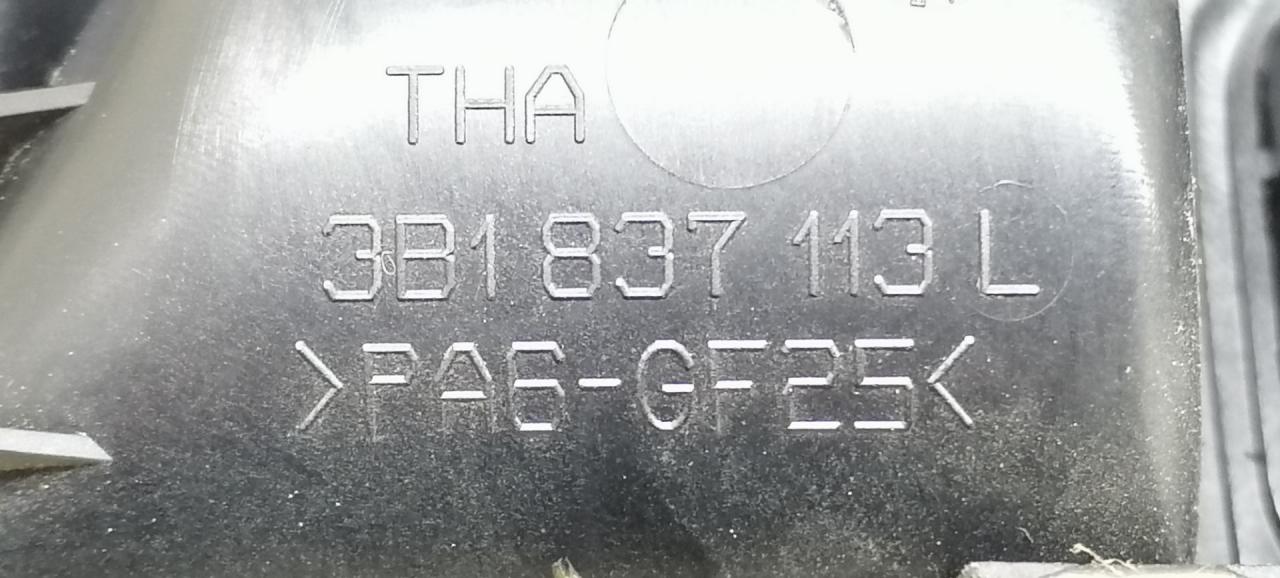 THA
3B1 837 113 L
>PA6-GF25<